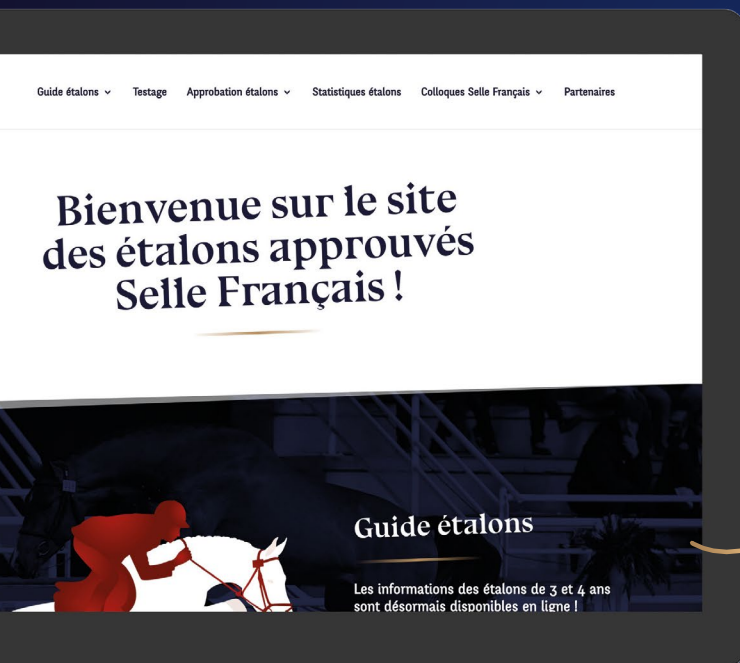 Guide étalons Testage Approbation étalons Statistiques étalons Colloques Selle Français Partenaires
Bienvenue sur le site
des étalons approuvés
Selle Français !
Guide étalons
Les informations des étalons de 3 et 4 ans
sont désormais disponibles en ligne !